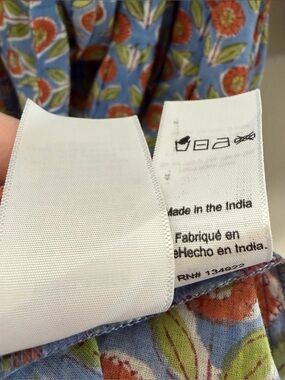 Made in the India
Fabriqué en
eHecho en India.
RN# 134922